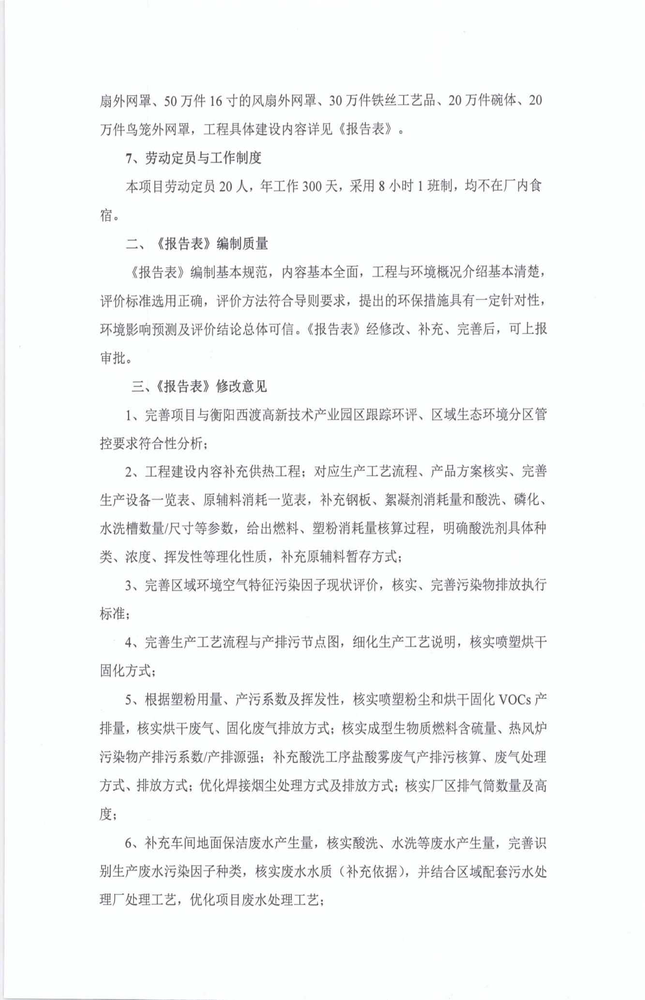 扇外网罩、50 万件 16 寸的风扇外网罩、30 万件铁丝工艺品、20 万件碗体、20
万件鸟笼外网罩，工程具体建设内容详见《报告表》。
7、劳动定员与工作制度
本项目劳动定员 20 人，年工作 300 天，采用 8 小时 1 班制，均不在厂内食
宿。
二、《报告表》编制质量
《报告表》编制基本规范，内容基本全面，工程与环境概况介绍基本清楚，
评价标准选用正确，评价方法符合导则要求，提出的环保措施具有一定针对性，
环境影响预测及评价结论总体可信。《报告表》经修改、补充、完善后，可上报
审批。
三、《报告表》修改意见
1、完善项目与衡阳西渡高新技术产业园区跟踪环评、区域生态环境分区管
控要求符合性分析；
2、工程建设内容补充供热工程；对应生产工艺流程、产品方案核实、完善
生产设备一览表、原辅料消耗一览表，补充钢板、絮凝剂消耗量和酸洗、磷化、
水洗槽数量/尺寸等参数，给出燃料、塑粉消耗量核算过程，明确酸洗剂具体种
类、浓度、挥发性等理化性质，补充原辅料暂存方式；
3、完善区域环境空气特征污染因子现状评价，核实、完善污染物排放执行
标准；
4、完善生产工艺流程与产排污节点图，细化生产工艺说明，核实喷塑烘干
固化方式；
5、根据塑粉用量、产污系数及挥发性，核实喷塑粉尘和烘干固化 VOCs 产
排量，核实烘干废气、固化废气排放方式；核实成型生物质燃料含硫量、热风炉
污染物产排污系数/产排源强；补充酸洗工序盐酸雾废气产排污核算、废气处理
方式、排放方式；优化焊接烟尘处理方式及排放方式；核实厂区排气筒数量及高
度；
6、补充车间地面保洁废水产生量，核实酸洗、水洗等废水产生量，完善识
别生产废水污染因子种类，核实废水水质（补充依据），并结合区域配套污水处
理厂处理工艺，优化项目废水处理工艺；